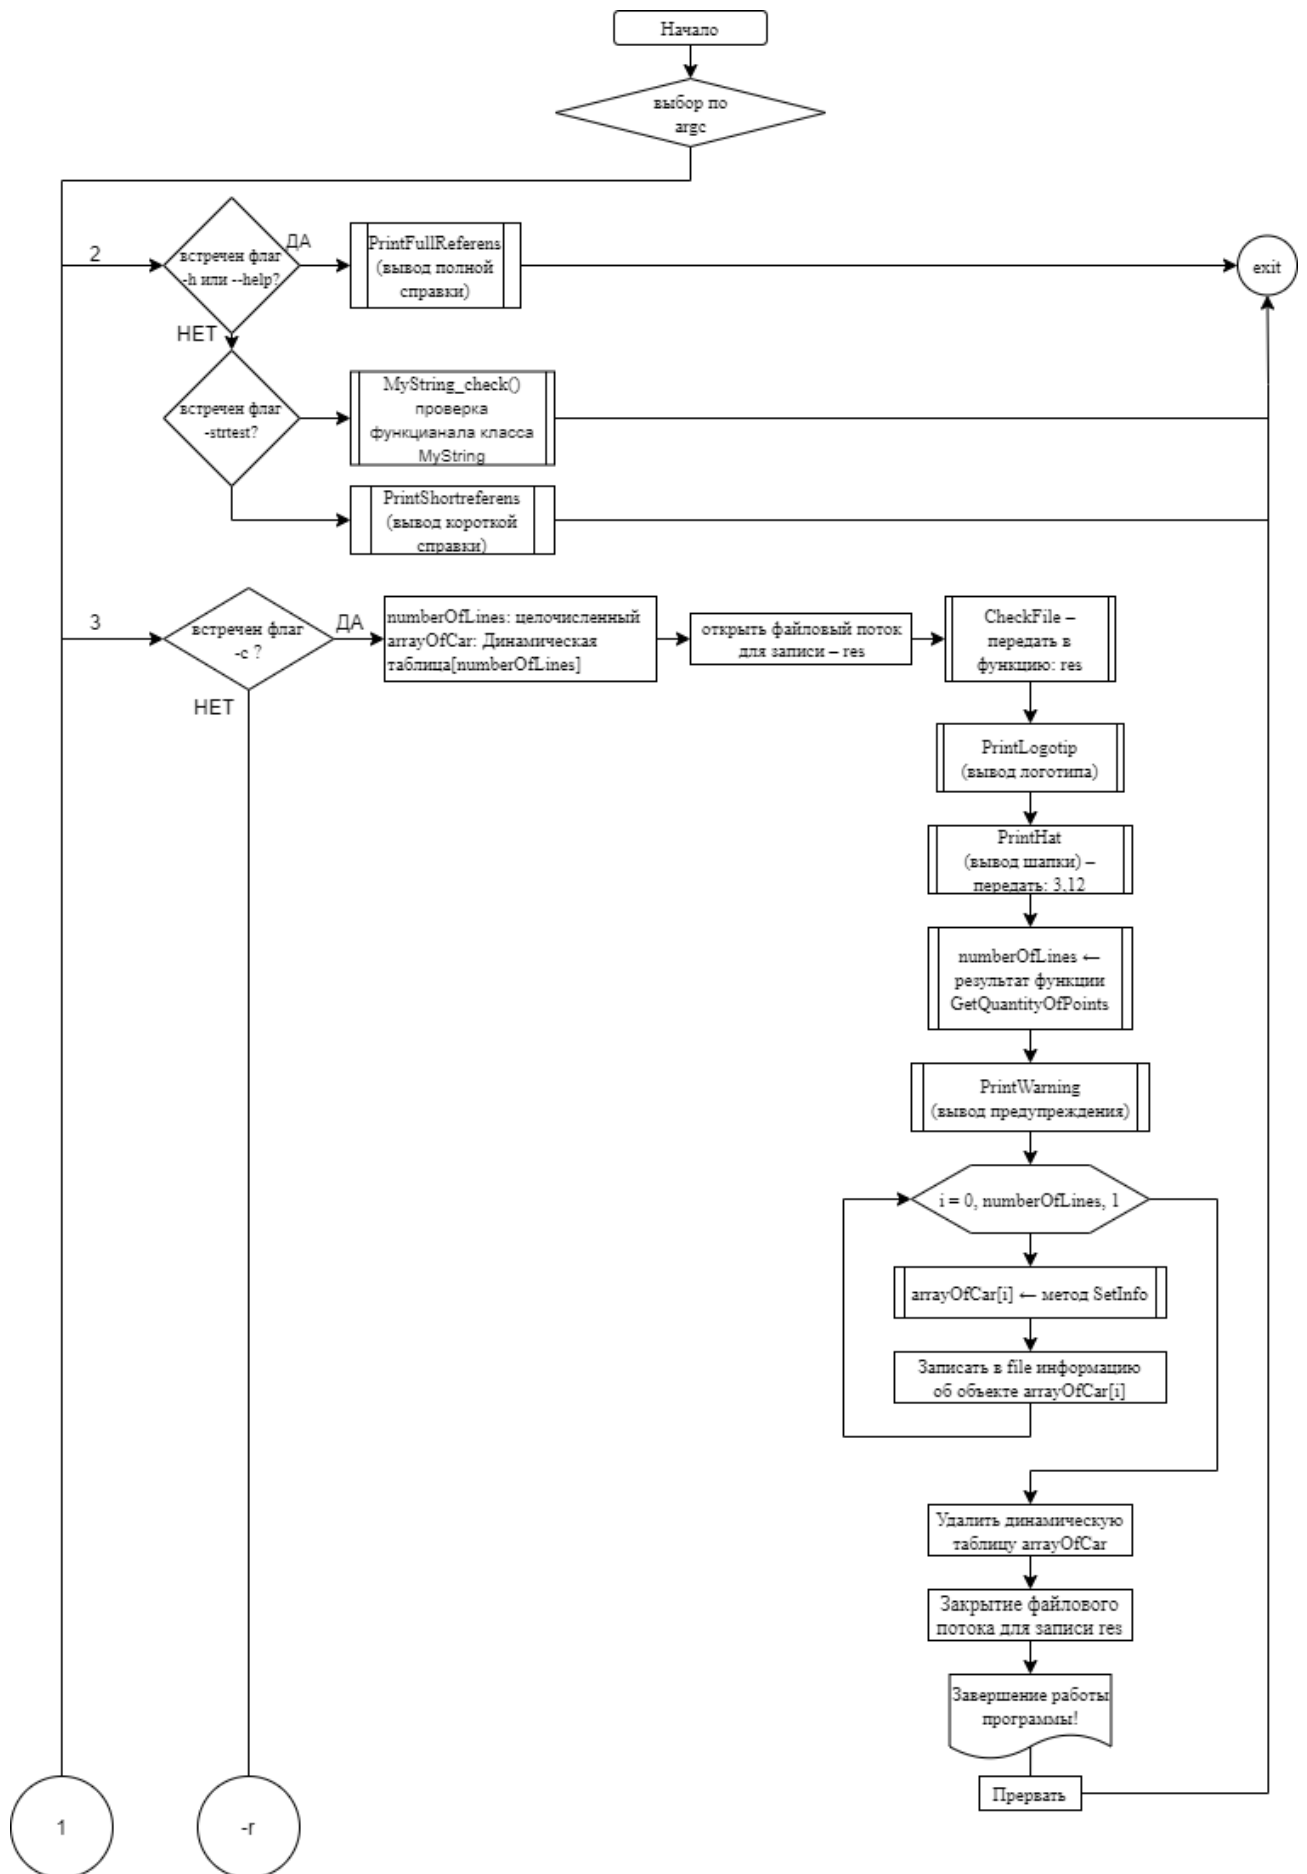 Начало
выбор по
argc
2
встречен флаг
-h или --help?
ДА
PrintFullReferens
(вывод полной
справки)
exit
НЕТ
встречен флаг
-strtest?
MyString_check()
проверка
функцианала класса
MyString
PrintShortreferens
(вывод короткой
справки)
3
встречен флаг
-c ?
ДА
numberOfLines: целочисленный
arrayOfCar: Динамическая
таблица[numberOfLines]
открыть файловый поток
для записи – res
CheckFile –
передать в
функцию: res
НЕТ
PrintLogotip
(вывод логотипа)
PrintHat
(вывод шапки) –
передать: 3,12
numberOfLines ←
результат функции
GetQuantityOfPoints
PrintWarning
(вывод предупреждения)
i = 0, numberOfLines, 1
arrayOfCar[i] ← метод SetInfo
Записать в file информацию
об объекте arrayOfCar[i]
Удалить динамическую
таблицу arrayOfCar
Закрытие файлового
потока для записи res
Завершение работы
программы!
Прервать
1
-r